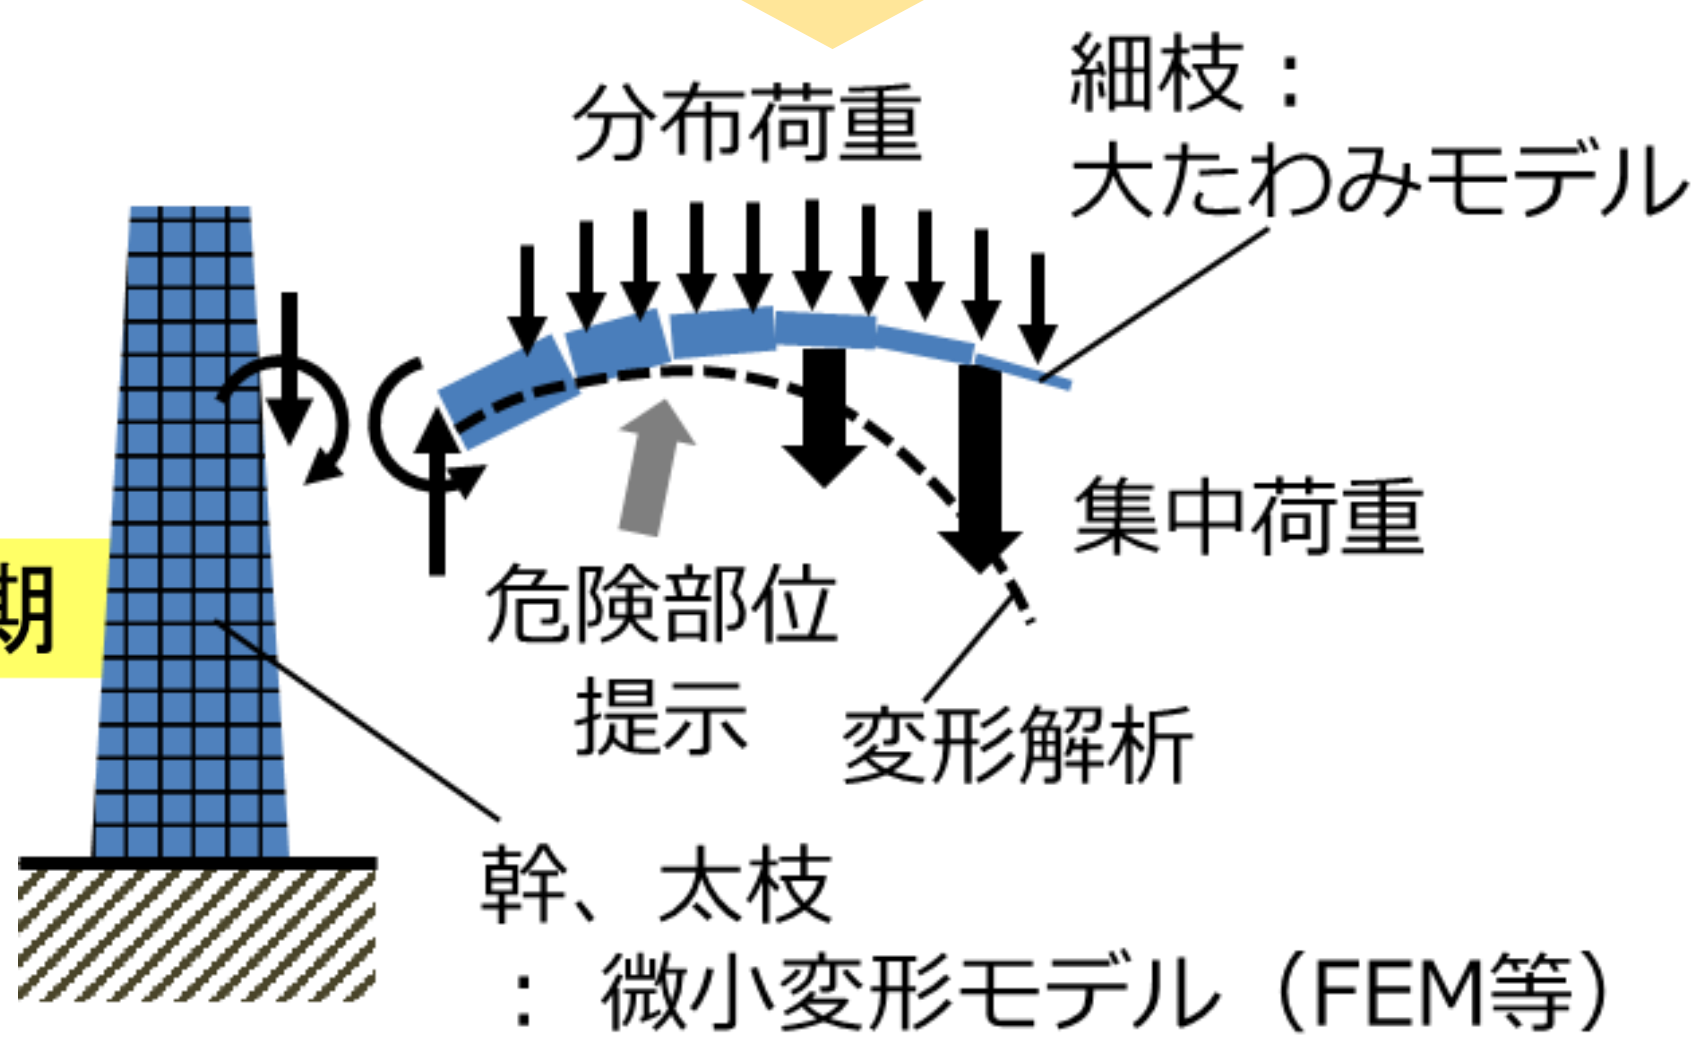 細枝：
大たわみモデル
分布荷重
集中荷重
危険部位
提示
変形解析
期
幹、太枝
：微小変形モデル（FEM等）